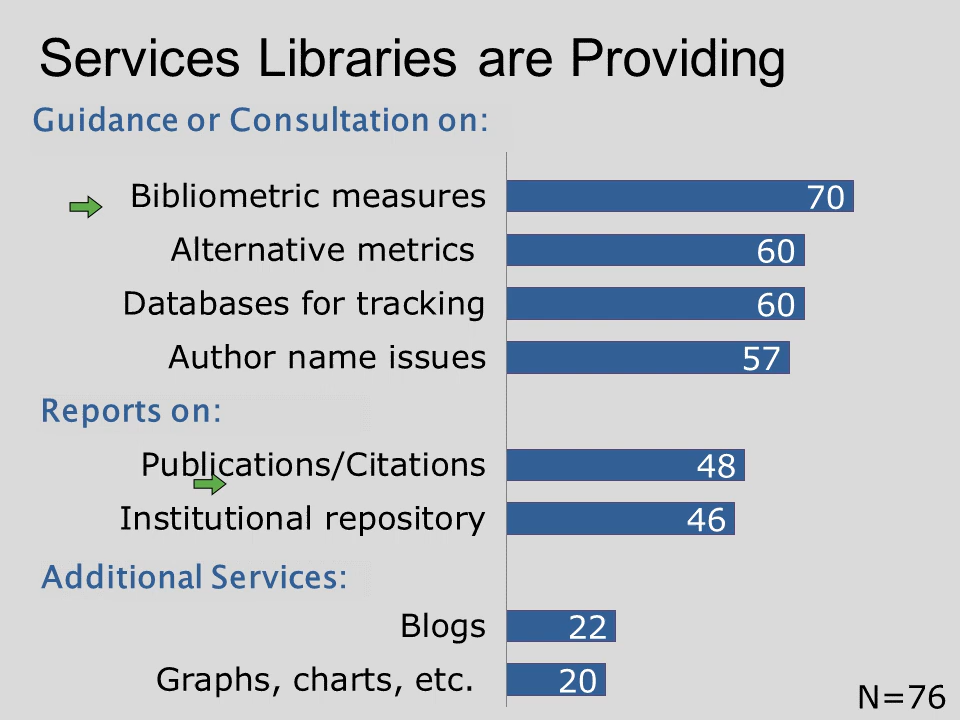 Services Libraries are Providing
Guidance or Consultation on:
Bibliometric measures 70
Alternative metrics 60
Databases for tracking 60
Author name issues 57
Reports on:
Publications/Citations 48
Institutional repository 46
Additional Services:
Blogs 22
Graphs, charts, etc. 20
N=76